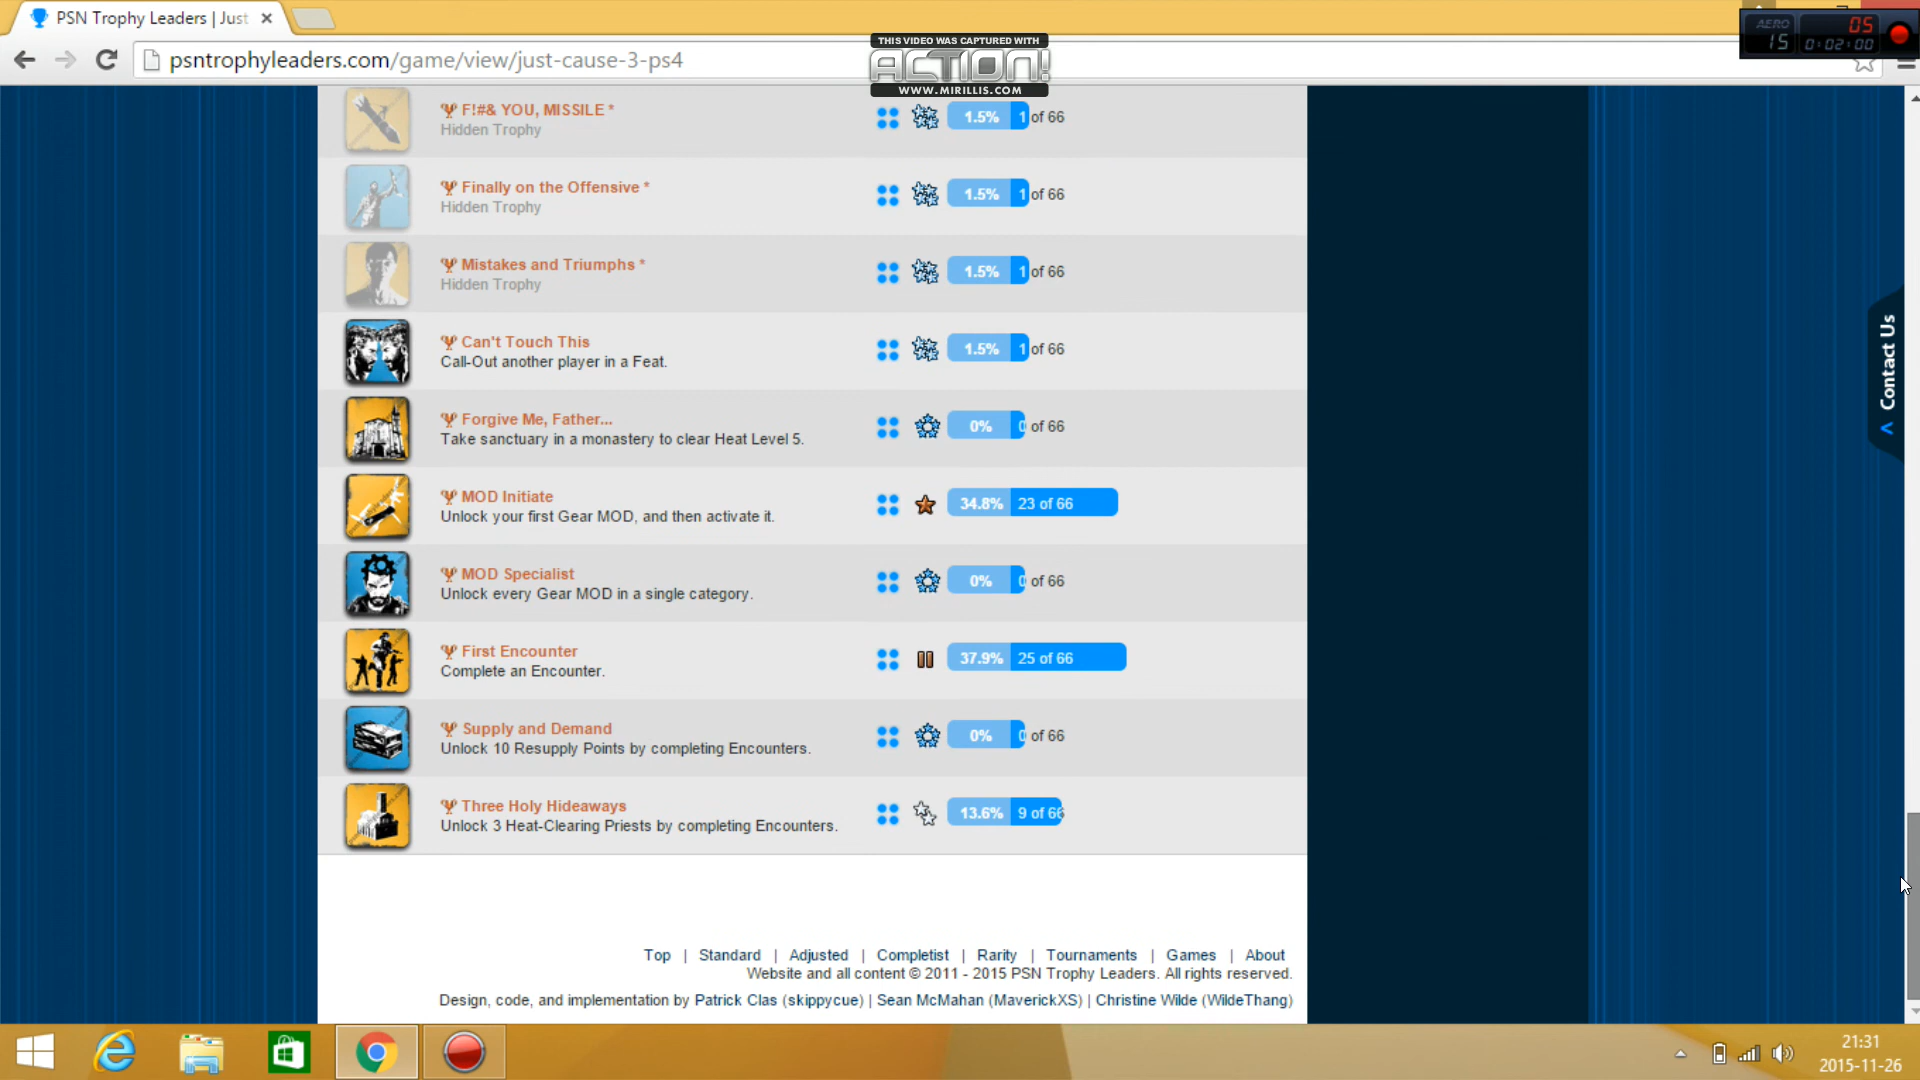 PSN Trophy Leaders | Just
psntrophyleaders.com/game/view/just-cause-3-ps4
THIS VIDEO WAS CAPTURED WITH
ACTION!
WWW.MIRILLIS.COM
AERO 05
15 0:02:00
F!#& YOU, MISSILE *
Hidden Trophy
1.5% 1 of 66
Finally on the Offensive *
Hidden Trophy
1.5% 1 of 66
Mistakes and Triumphs *
Hidden Trophy
1.5% 1 of 66
Can't Touch This
Call-Out another player in a Feat.
1.5% 1 of 66
Forgive Me, Father...
Take sanctuary in a monastery to clear Heat Level 5.
0% 0 of 66
MOD Initiate
Unlock your first Gear MOD, and then activate it.
34.8% 23 of 66
MOD Specialist
Unlock every Gear MOD in a single category.
0% 0 of 66
First Encounter
Complete an Encounter.
37.9% 25 of 66
Supply and Demand
Unlock 10 Resupply Points by completing Encounters.
0% 0 of 66
Three Holy Hideaways
Unlock 3 Heat-Clearing Priests by completing Encounters.
13.6% 9 of 66
Contact Us
Top | Standard | Adjusted | Completist | Rarity | Tournaments | Games | About
Website and all content © 2011 - 2015 PSN Trophy Leaders. All rights reserved.
Design, code, and implementation by Patrick Clas (skippycue) | Sean McMahan (MaverickXS) | Christine Wilde (WildeThang)
21:31
2015-11-26